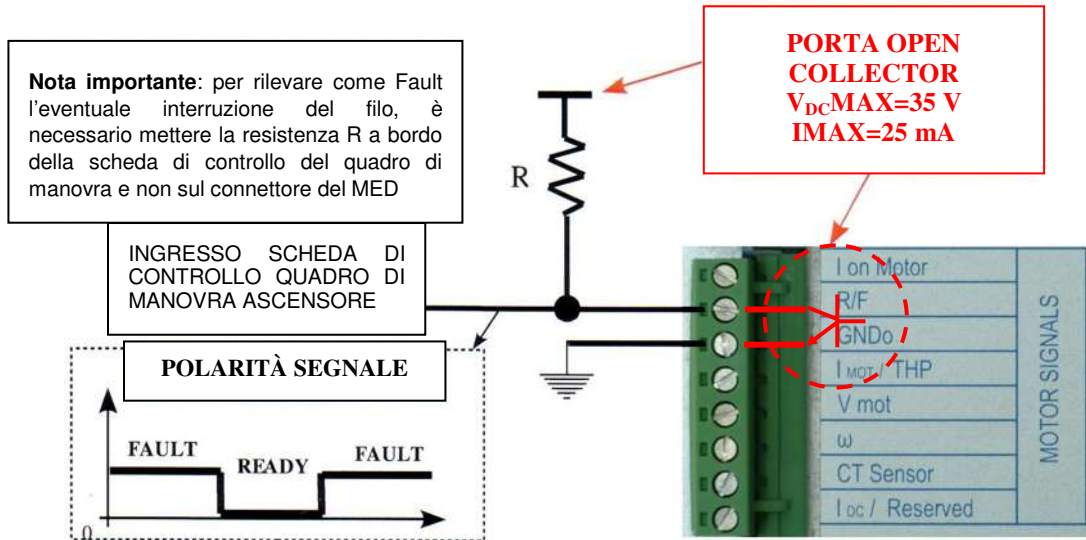 Nota importante: per rilevare come Fault
l'eventuale interruzione del filo, è
necessario mettere la resistenza R a bordo
della scheda di controllo del quadro di
manovra e non sul connettore del MED
PORTA OPEN
COLLECTOR
VDCMAX=35 V
IMAX=25 mA
R
INGRESSO SCHEDA DI
CONTROLLO QUADRO DI
MANOVRA ASCENSORE
POLARITÀ SEGNALE
FAULT
READY
FAULT
0
I on Motor
R/F
GNDo
I MOT / THP
V mot
ω
CT Sensor
I DC / Reserved
MOTOR SIGNALS